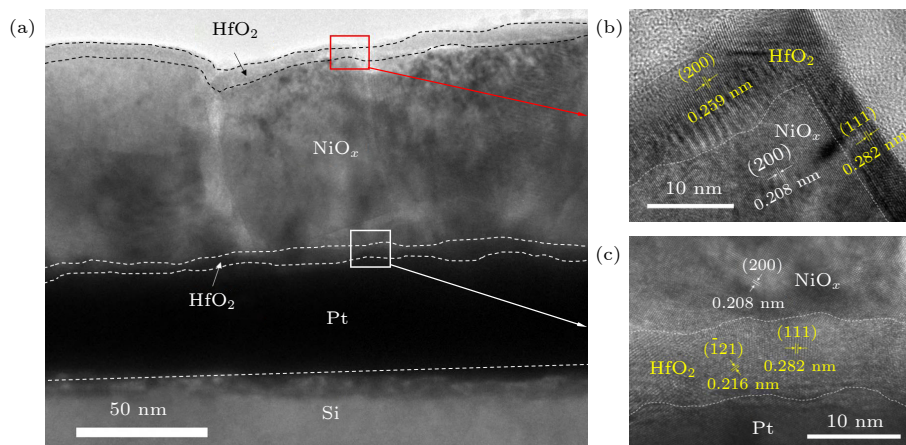 (a)
HfO₂
NiOₓ
HfO₂
Pt
50 nm
Si
(b)
HfO₂
(200)
0.259 nm
NiOₓ
(111)
0.282 nm
(200)
0.208 nm
10 nm
(c)
(200)
NiOₓ
0.208 nm
(111)
(1̄21)
HfO₂
0.282 nm
0.216 nm
10 nm
Pt